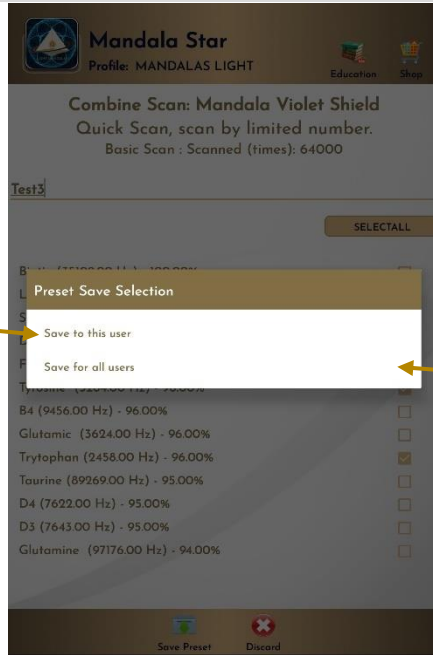 Mandala Star
Profile: MANDALAS LIGHT
Education
Shop
Combine Scan: Mandala Violet Shield
Quick Scan, scan by limited number.
Basic Scan : Scanned (times): 64000
Test3
SELECTALL
Preset Save Selection
Save to this user
Save for all users
B4 (9456.00 Hz) - 96.00%
Glutamic (3624.00 Hz) - 96.00%
Trytophan (2458.00 Hz) - 96.00%
Taurine (89269.00 Hz) - 95.00%
D4 (7622.00 Hz) - 95.00%
D3 (7643.00 Hz) - 95.00%
Glutamine (97176.00 Hz) - 94.00%
Save Preset
Discard